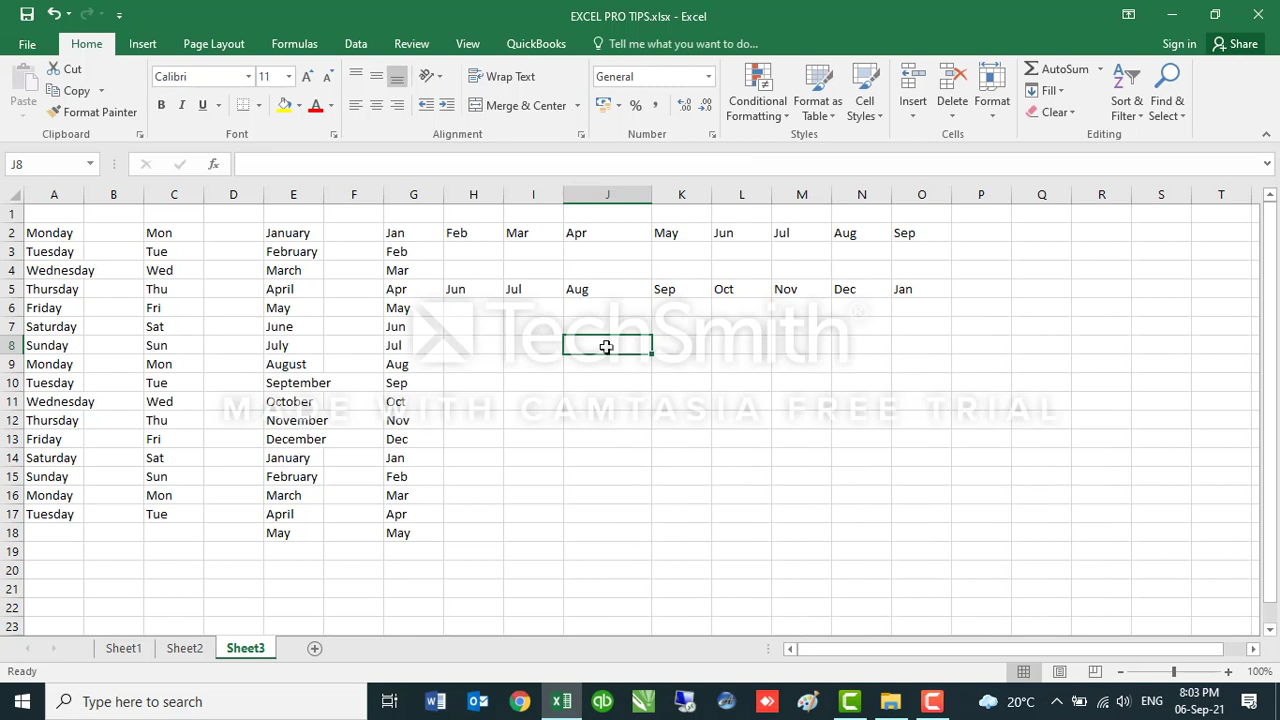 EXCEL PRO TIPS.xlsx - Excel
File Home Insert Page Layout Formulas Data Review View QuickBooks Tell me what you want to do... Sign in Share
Paste
Cut
Copy
Format Painter
Clipboard
Calibri 11
B I U A
Font
Wrap Text
Merge & Center
Alignment
General
%
Number
Conditional Formatting
Format as Table
Cell Styles
Styles
Insert
Delete
Format
Cells
AutoSum
Fill
Clear
Sort & Filter
Find & Select
Editing
J8 fx
A B C D E F G H I J K L M N O P Q R S T
1
2 Monday Mon January Jan Feb Mar Apr May Jun Jul Aug Sep
3 Tuesday Tue February Feb
4 Wednesday Wed March Mar
5 Thursday Thu April Apr Jun Jul Aug Sep Oct Nov Dec Jan
6 Friday Fri May May
7 Saturday Sat June Jun
8 Sunday Sun July Jul
9 Monday Mon August Aug
10 Tuesday Tue September Sep
11 Wednesday Wed October Oct
12 Thursday Thu November Nov
13 Friday Fri December Dec
14 Saturday Sat January Jan
15 Sunday Sun February Feb
16 Monday Mon March Mar
17 Tuesday Tue April Apr
18 May May
19
20
21
22
23
TechSmith®
MADE WITH CAMTASIA FREE TRIAL
Sheet1 Sheet2 Sheet3
Ready 100%
Type here to search 20°C ENG 8:03 PM
06-Sep-21